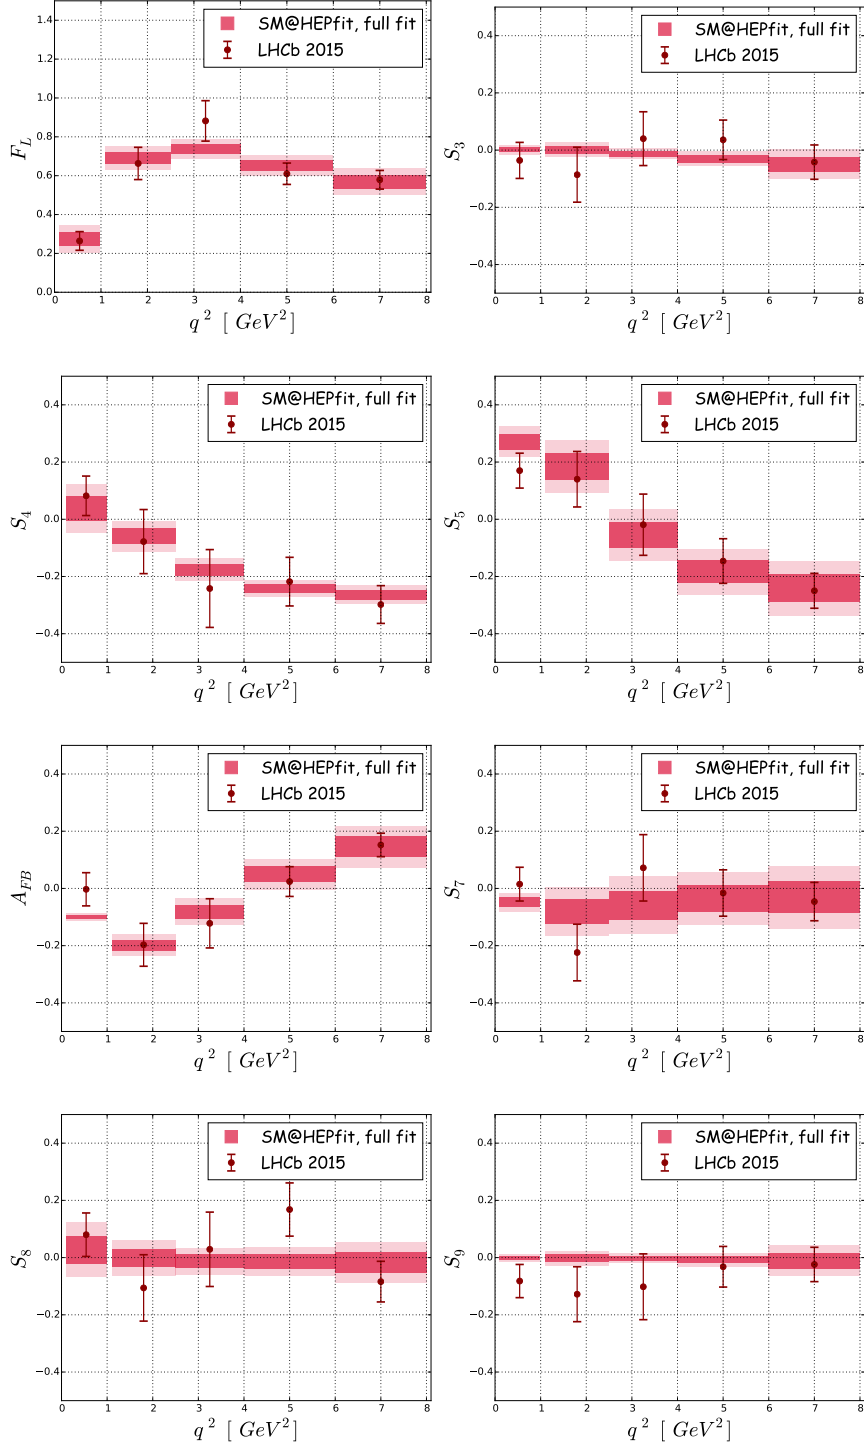 SM@HEPfit, full fit
LHCb 2015
F_L
1.4
1.2
1.0
0.8
0.6
0.4
0.2
0.0
0 1 2 3 4 5 6 7 8
q^2 [ GeV^2 ]
SM@HEPfit, full fit
LHCb 2015
S_3
0.4
0.2
0.0
−0.2
−0.4
0 1 2 3 4 5 6 7 8
q^2 [ GeV^2 ]
SM@HEPfit, full fit
LHCb 2015
S_4
0.4
0.2
0.0
−0.2
−0.4
0 1 2 3 4 5 6 7 8
q^2 [ GeV^2 ]
SM@HEPfit, full fit
LHCb 2015
S_5
0.4
0.2
0.0
−0.2
−0.4
0 1 2 3 4 5 6 7 8
q^2 [ GeV^2 ]
SM@HEPfit, full fit
LHCb 2015
A_FB
0.4
0.2
0.0
−0.2
−0.4
0 1 2 3 4 5 6 7 8
q^2 [ GeV^2 ]
SM@HEPfit, full fit
LHCb 2015
S_7
0.4
0.2
0.0
−0.2
−0.4
0 1 2 3 4 5 6 7 8
q^2 [ GeV^2 ]
SM@HEPfit, full fit
LHCb 2015
S_8
0.4
0.2
0.0
−0.2
−0.4
0 1 2 3 4 5 6 7 8
q^2 [ GeV^2 ]
SM@HEPfit, full fit
LHCb 2015
S_9
0.4
0.2
0.0
−0.2
−0.4
0 1 2 3 4 5 6 7 8
q^2 [ GeV^2 ]